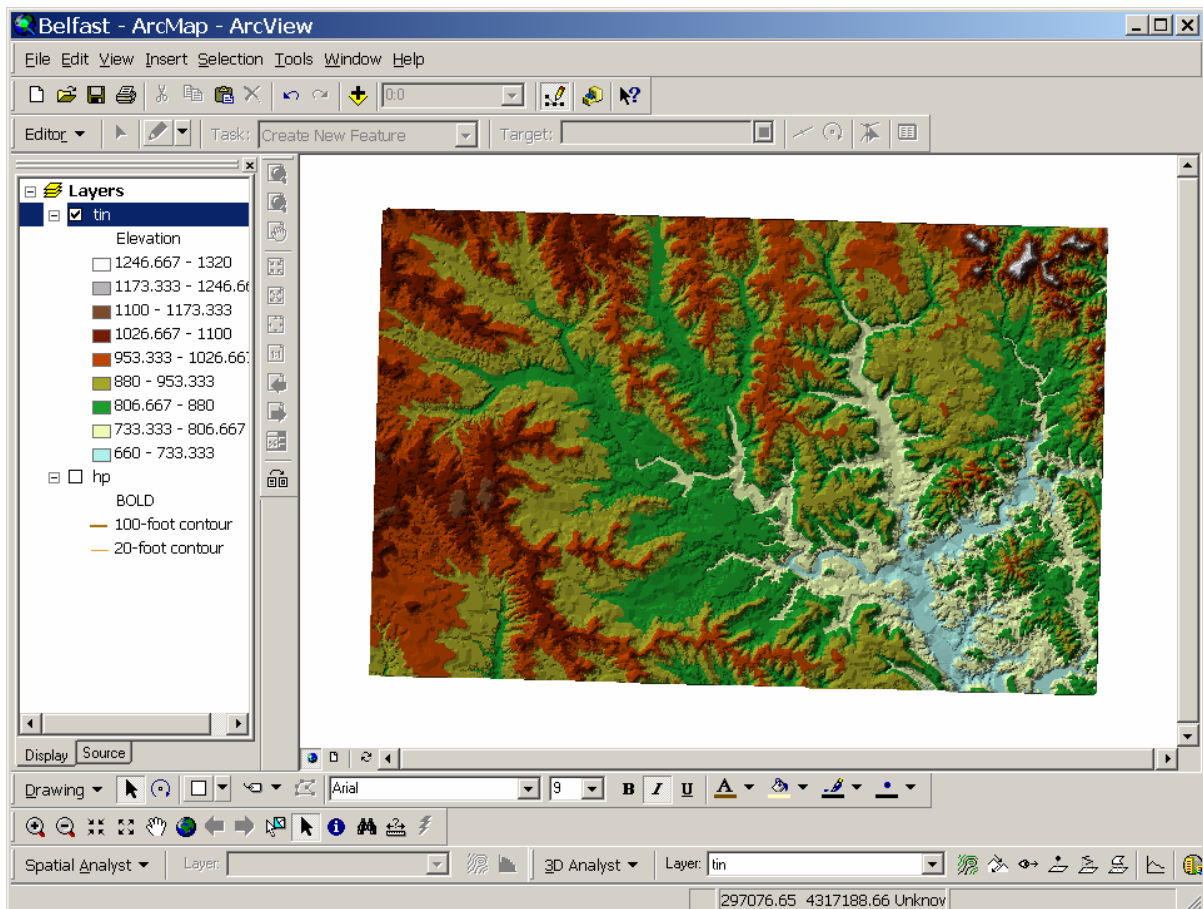 Belfast - ArcMap - ArcView
File Edit View Insert Selection Tools Window Help
0:0
Editor Task: Create New Feature Target:
Layers
tin
Elevation
1246.667 - 1320
1173.333 - 1246.66
1100 - 1173.333
1026.667 - 1100
953.333 - 1026.667
880 - 953.333
806.667 - 880
733.333 - 806.667
660 - 733.333
hp
BOLD
100-foot contour
20-foot contour
Display Source
Drawing Arial 9 B I U A
Spatial Analyst Layer: 3D Analyst Layer: tin
297076.65 4317188.66 Unknov